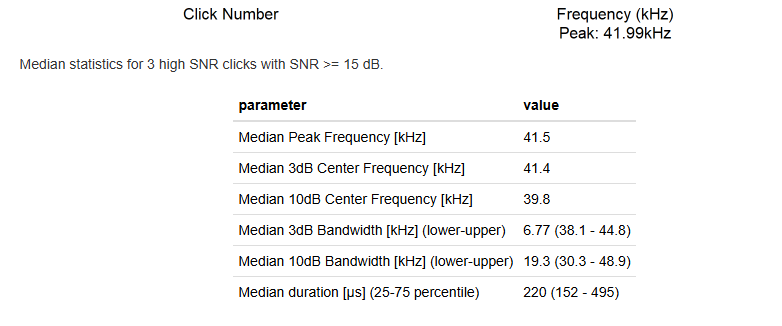 Click Number
Frequency (kHz)
Peak: 41.99kHz
Median statistics for 3 high SNR clicks with SNR >= 15 dB.
parameter value
Median Peak Frequency [kHz] 41.5
Median 3dB Center Frequency [kHz] 41.4
Median 10dB Center Frequency [kHz] 39.8
Median 3dB Bandwidth [kHz] (lower-upper) 6.77 (38.1 - 44.8)
Median 10dB Bandwidth [kHz] (lower-upper) 19.3 (30.3 - 48.9)
Median duration [µs] (25-75 percentile) 220 (152 - 495)